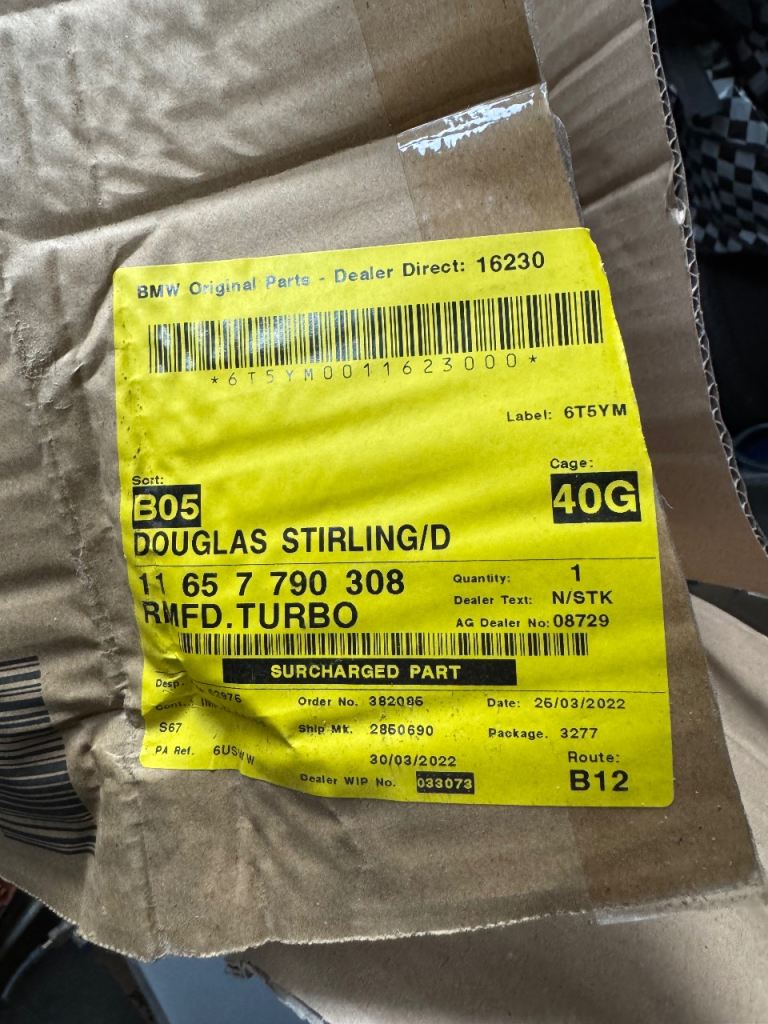 BMW Original Parts - Dealer Direct: 16230
*6T5YM0011623000*
Label: 6T5YM
Sort:
Cage:
B05
40G
DOUGLAS STIRLING/D
11 65 7 790 308
Quantity: 1
RMFD.TURBO
Dealer Text: N/STK
AG Dealer No: 08729
SURCHARGED PART
Order No. 382085
Date: 25/03/2022
S67
Ship Mk. 2850690
Package. 3277
PA Ref.
30/03/2022
Route:
Dealer WIP No. 033073
B12